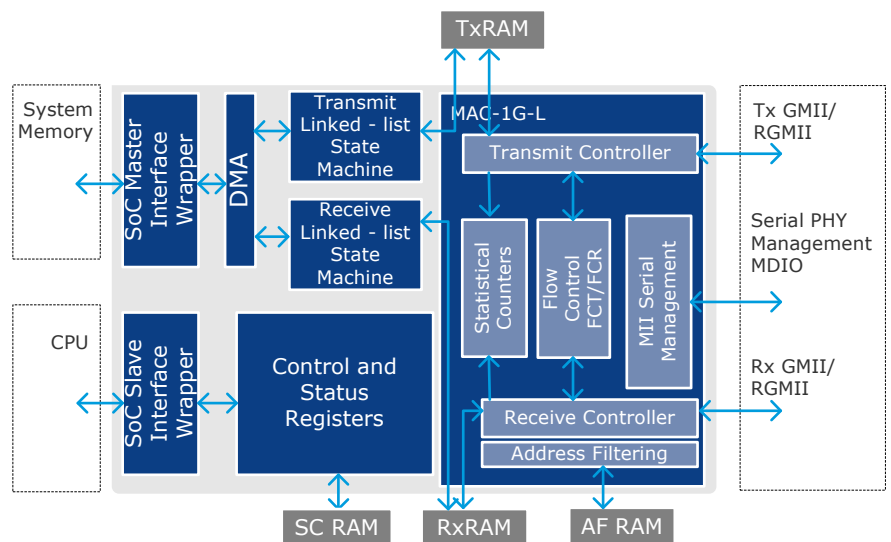 TxRAM
System
Memory
SoC Master
Interface
Wrapper
DMA
Transmit
Linked - list
State
Machine
Receive
Linked - list
State
Machine
MAC-1G-L
Transmit Controller
Statistical
Counters
Flow
Control
FCT/FCR
MII Serial
Management
Receive Controller
Address Filtering
Tx GMII/
RGMII
Serial PHY
Management
MDIO
Rx GMII/
RGMII
CPU
SoC Slave
Interface
Wrapper
Control and
Status
Registers
SC RAM
RxRAM
AF RAM